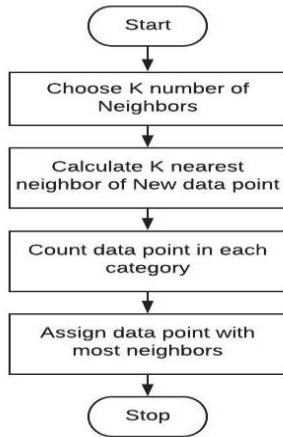 Start
Choose K number of
Neighbors
Calculate K nearest
neighbor of New data point
Count data point in each
category
Assign data point with
most neighbors
Stop